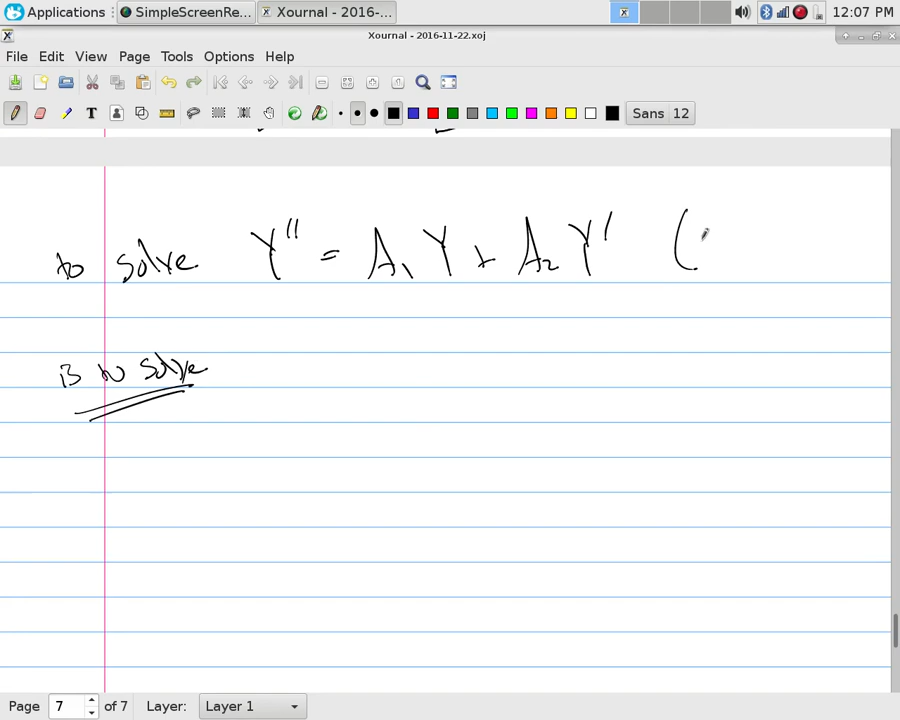 Applications SimpleScreenRe... Xournal - 2016-... 12:07 PM
Xournal - 2016-11-22.xoj
File Edit View Page Tools Options Help
T Sans 12
to solve Y'' = A₁ Y + A₂ Y' (
is to solve
Page 7 of 7 Layer: Layer 1